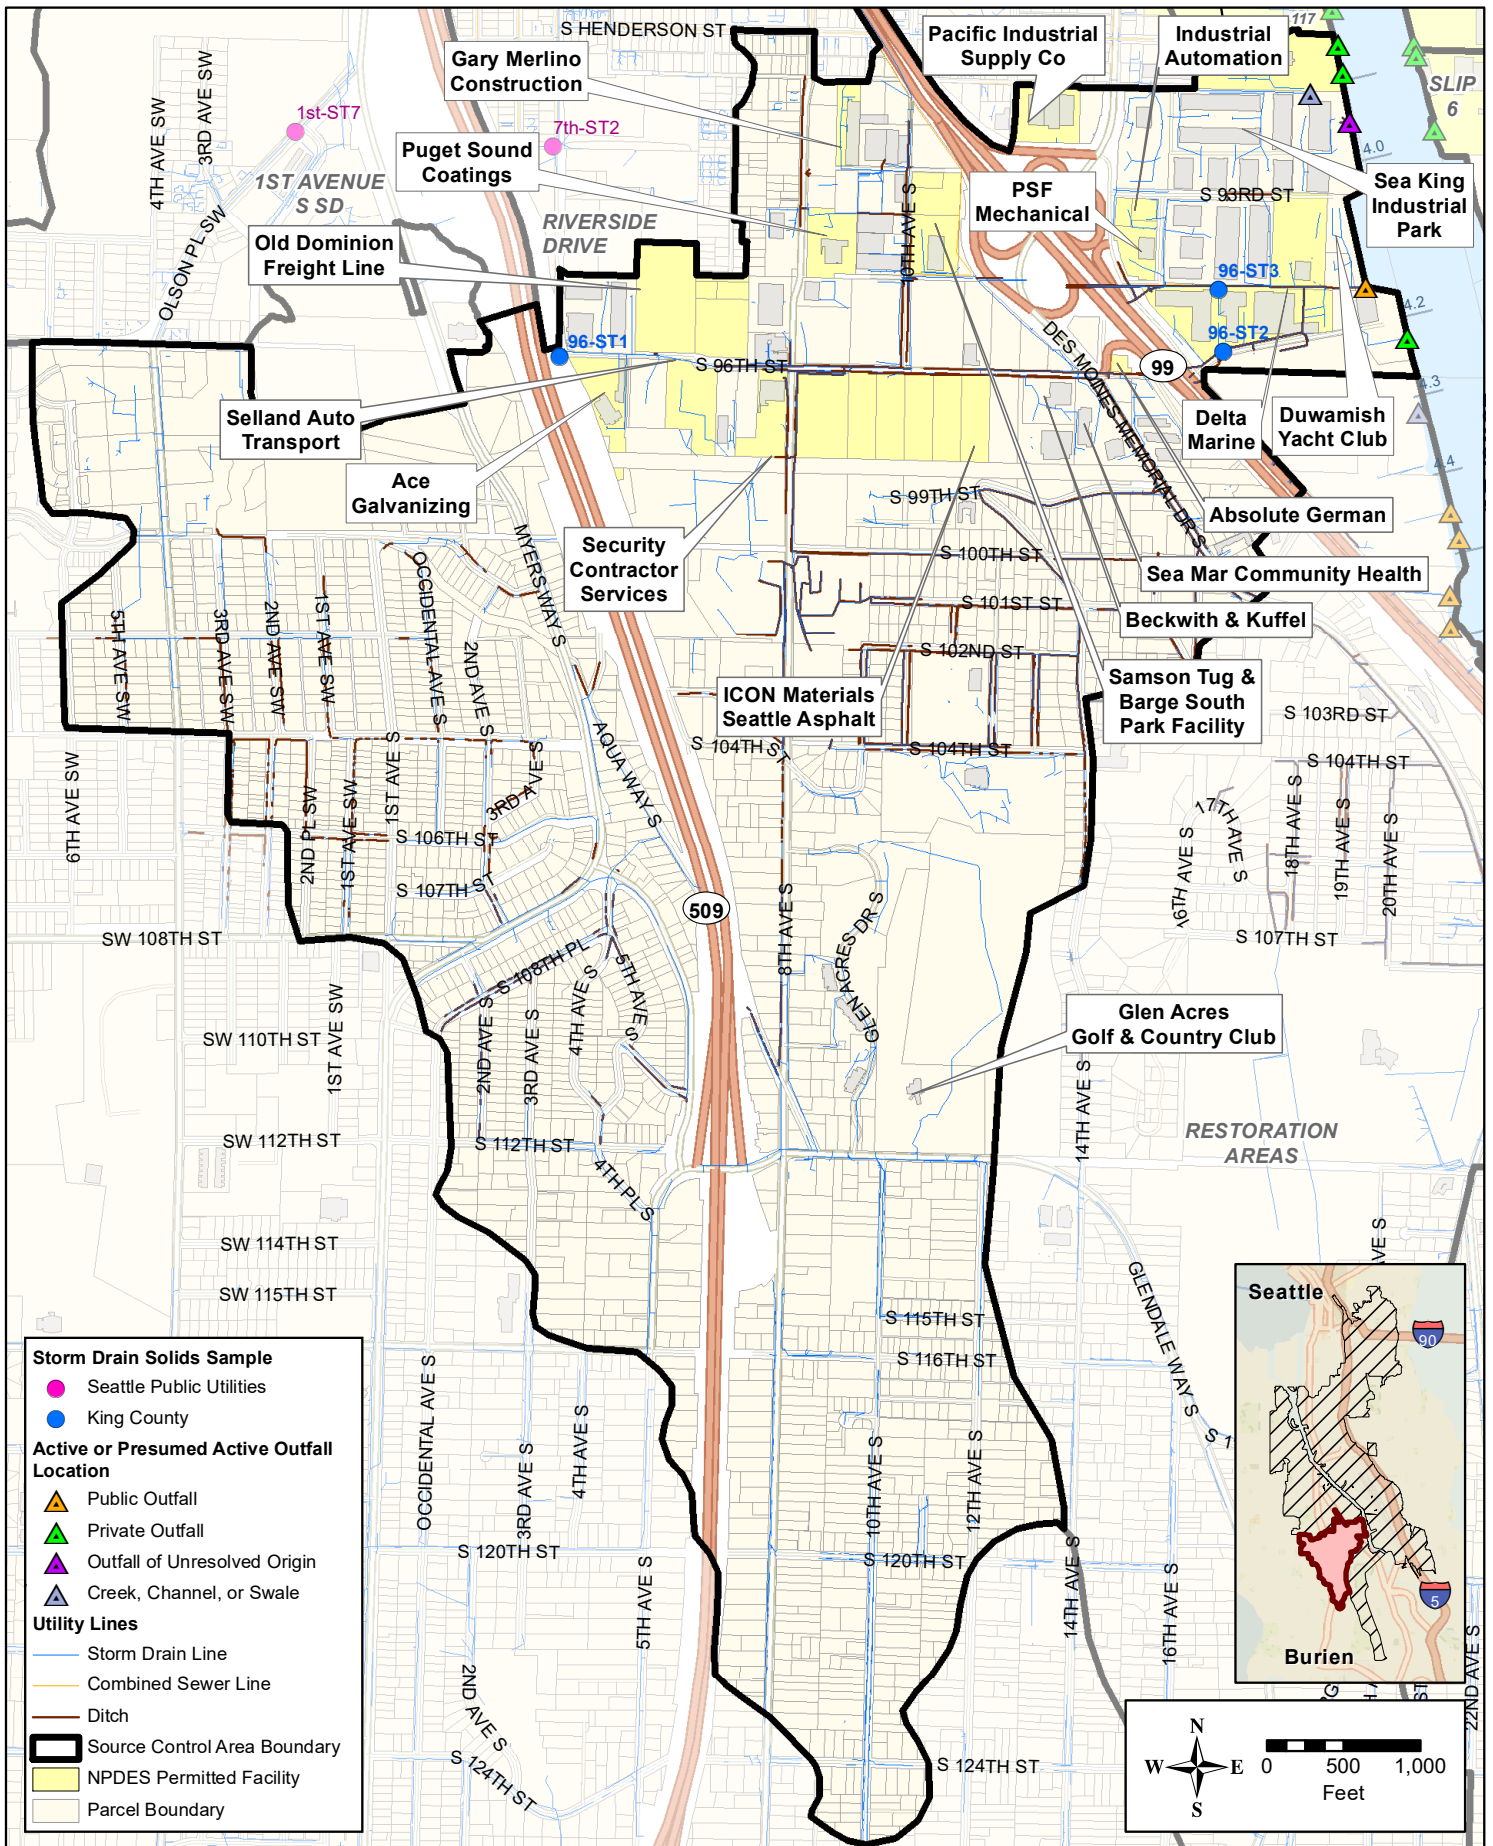 S HENDERSON ST
117
Gary Merlino
Construction
Pacific Industrial
Supply Co
Industrial
Automation
SLIP
6
4TH AVE SW
3RD AVE SW
1st-ST7
7th-ST2
Puget Sound
Coatings
4.0
1ST AVENUE
S SD
PSF
Mechanical
S 93RD ST
Sea King
Industrial
Park
RIVERSIDE
DRIVE
10TH AVE S
Old Dominion
Freight Line
OLSON PL SW
96-ST3
4.2
96-ST1
96-ST2
S 96TH ST
DES MOINES MEMORIAL DR S
99
4.3
Selland Auto
Transport
Delta
Marine
Duwamish
Yacht Club
4.4
Ace
Galvanizing
S 99TH ST
Absolute German
MYERS WAY S
Security
Contractor
Services
S 100TH ST
OCCIDENTAL AVE S
Sea Mar Community Health
5TH AVE SW
3RD AVE SW
2ND AVE SW
1ST AVE SW
S 101ST ST
Beckwith & Kuffel
2ND AVE S
S 102ND ST
ICON Materials
Seattle Asphalt
Samson Tug &
Barge South
Park Facility
S 103RD ST
AQUA WAY S
S 104TH ST
S 104TH ST
S 104TH ST
6TH AVE SW
2ND PL SW
1ST AVE SW
1ST AVE S
3RD AVE S
17TH AVE S
18TH AVE S
19TH AVE S
20TH AVE S
16TH AVE S
S 106TH ST
S 107TH ST
509
8TH AVE S
GLEN ACRES DR S
SW 108TH ST
S 107TH ST
S 108TH PL
5TH AVE S
4TH AVE S
1ST AVE SW
2ND AVE S
3RD AVE S
Glen Acres
Golf & Country Club
SW 110TH ST
14TH AVE S
SW 112TH ST
S 112TH ST
RESTORATION
AREAS
4TH PL S
SW 114TH ST
AVE S
SW 115TH ST
GLENDALE WAY S
S 115TH ST
S 116TH ST
S 1
Seattle
90
5
Burien
OCCIDENTAL AVE S
3RD AVE S
4TH AVE S
10TH AVE S
12TH AVE S
S 120TH ST
S 120TH ST
5TH AVE S
14TH AVE S
16TH AVE S
22ND AVE S
2ND AVE S
S 124TH ST
S 124TH ST
Storm Drain Solids Sample
Seattle Public Utilities
King County
Active or Presumed Active Outfall
Location
Public Outfall
Private Outfall
Outfall of Unresolved Origin
Creek, Channel, or Swale
Utility Lines
Storm Drain Line
Combined Sewer Line
Ditch
Source Control Area Boundary
NPDES Permitted Facility
Parcel Boundary
N
W E
S
0 500 1,000
Feet